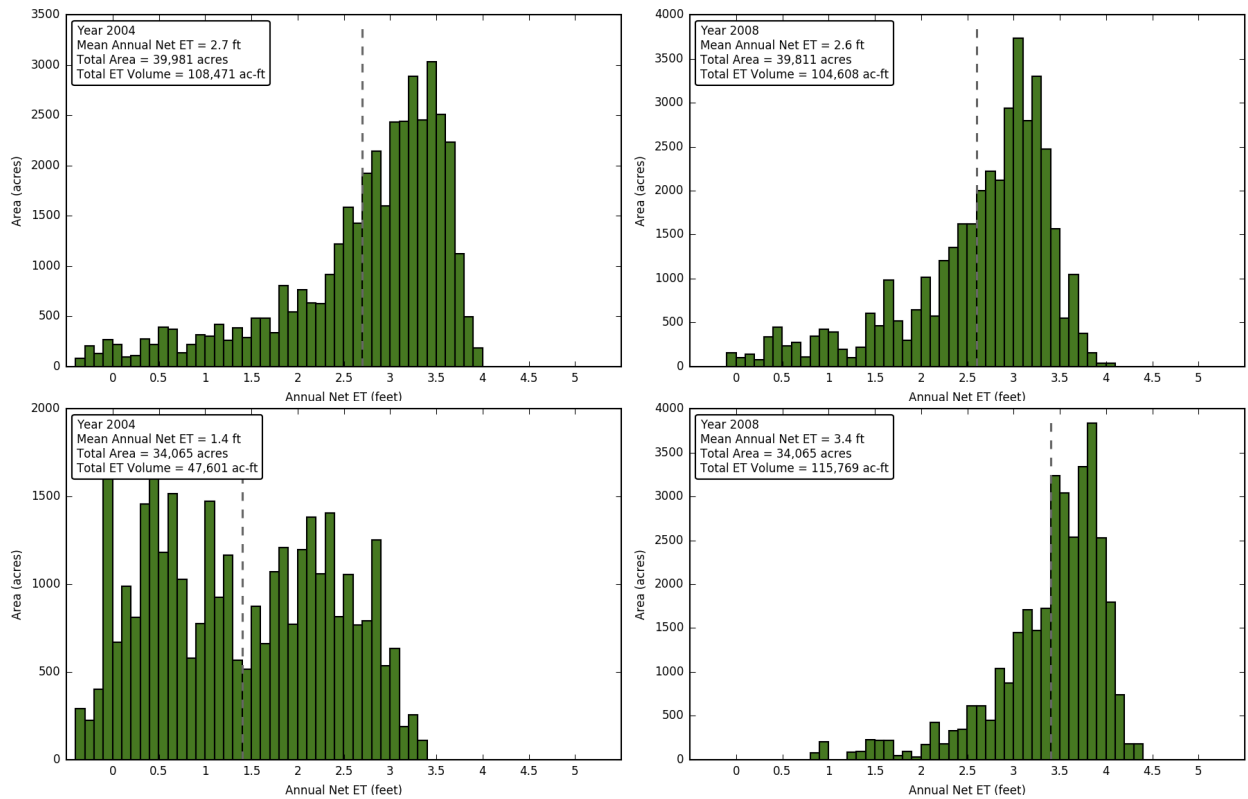 3500
3000
2500
2000
1500
1000
500
0
Area (acres)
Year 2004
Mean Annual Net ET = 2.7 ft
Total Area = 39,981 acres
Total ET Volume = 108,471 ac-ft
0 0.5 1 1.5 2 2.5 3 3.5 4 4.5 5
Annual Net ET (feet)
4000
3500
3000
2500
2000
1500
1000
500
0
Area (acres)
Year 2008
Mean Annual Net ET = 2.6 ft
Total Area = 39,811 acres
Total ET Volume = 104,608 ac-ft
0 0.5 1 1.5 2 2.5 3 3.5 4 4.5 5
Annual Net ET (feet)
2000
1500
1000
500
0
Area (acres)
Year 2004
Mean Annual Net ET = 1.4 ft
Total Area = 34,065 acres
Total ET Volume = 47,601 ac-ft
0 0.5 1 1.5 2 2.5 3 3.5 4 4.5 5
Annual Net ET (feet)
4000
3500
3000
2500
2000
1500
1000
500
0
Area (acres)
Year 2008
Mean Annual Net ET = 3.4 ft
Total Area = 34,065 acres
Total ET Volume = 115,769 ac-ft
0 0.5 1 1.5 2 2.5 3 3.5 4 4.5 5
Annual Net ET (feet)